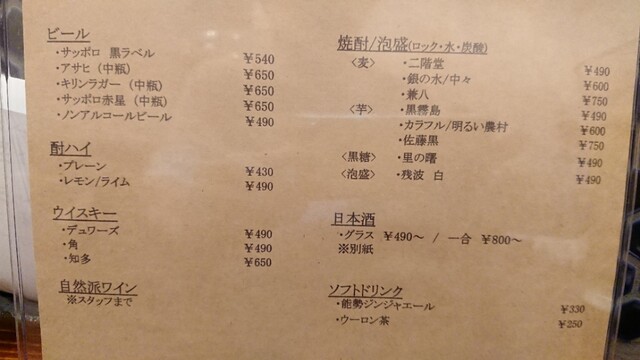 ビール
・サッポロ 黒ラベル ¥540
・アサヒ（中瓶） ¥650
・キリンラガー（中瓶） ¥650
・サッポロ赤星（中瓶） ¥650
・ノンアルコールビール ¥490
酎ハイ
・プレーン ¥430
・レモン/ライム ¥490
ウイスキー
・デュワーズ ¥490
・角 ¥490
・知多 ¥650
自然派ワイン
※スタッフまで
焼酎/泡盛(ロック・水・炭酸)
〈麦〉 ・二階堂 ¥490
・銀の水/中々 ¥600
・兼八 ¥750
〈芋〉 ・黒霧島 ¥490
・カラフル/明るい農村 ¥600
・佐藤黒 ¥750
〈黒糖〉 ・里の曙 ¥490
〈泡盛〉 ・残波 白 ¥490
日本酒
・グラス ¥490～ / 一合 ¥800～
※別紙
ソフトドリンク
・能勢ジンジャエール ¥330
・ウーロン茶 ¥250